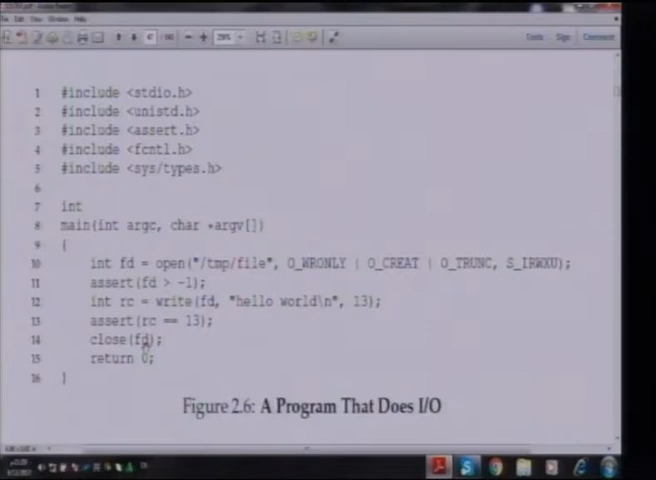 Tools Sign Comment
1 #include <stdio.h>
2 #include <unistd.h>
3 #include <assert.h>
4 #include <fcntl.h>
5 #include <sys/types.h>
6
7 int
8 main(int argc, char *argv[])
9 {
10 int fd = open("/tmp/file", O_WRONLY | O_CREAT | O_TRUNC, S_IRWXU);
11 assert(fd > -1);
12 int rc = write(fd, "hello world\n", 13);
13 assert(rc == 13);
14 close(fd);
15 return 0;
16 }
Figure 2.6: A Program That Does I/O